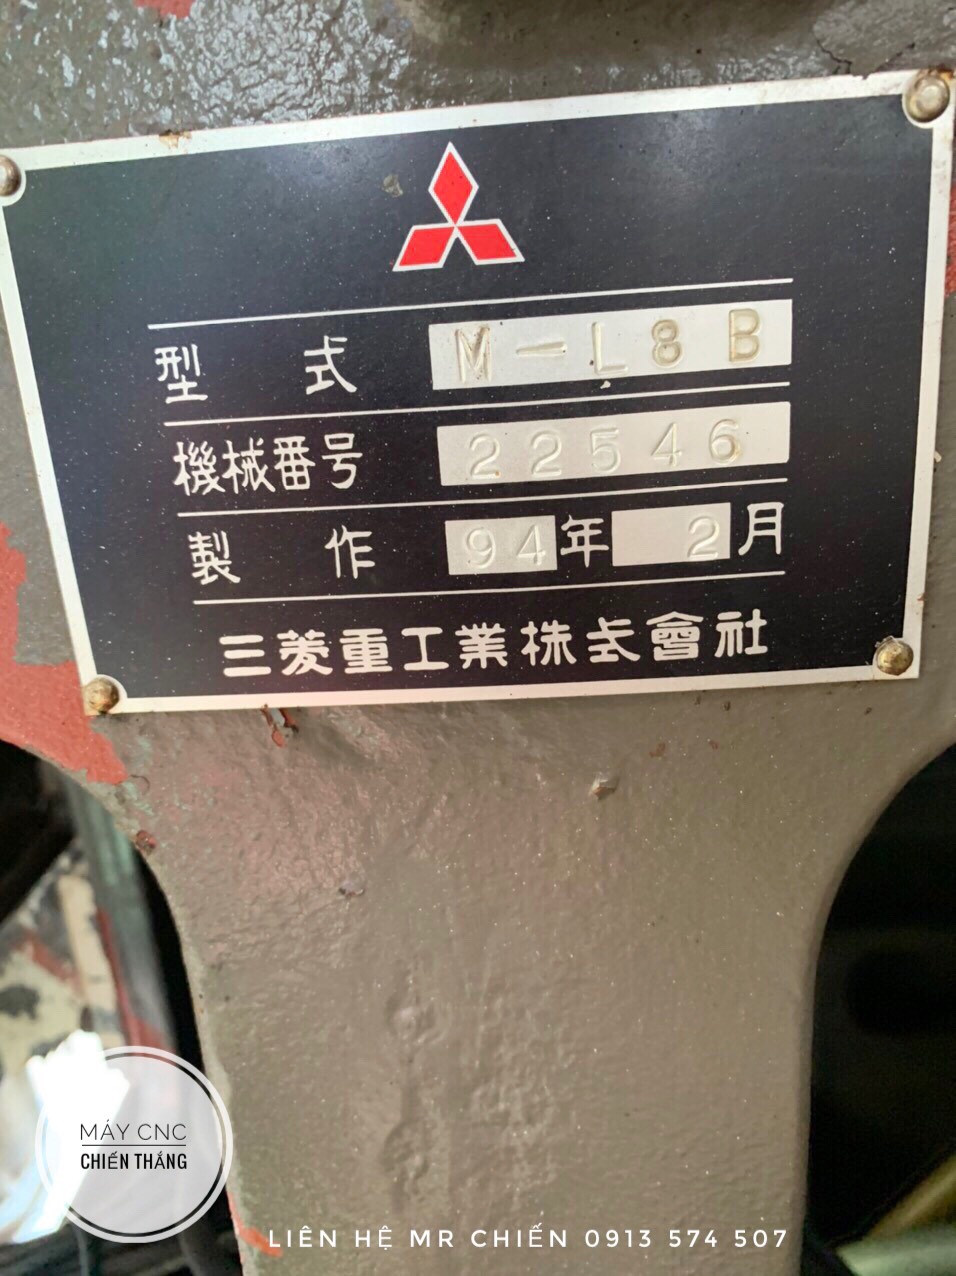 型式 M-L8B
機械番号 22546
製作 94年 2月
三菱重工業株式會社
MÁY CNC
CHIẾN THẮNG
LIÊN HỆ MR CHIẾN 0913 574 507